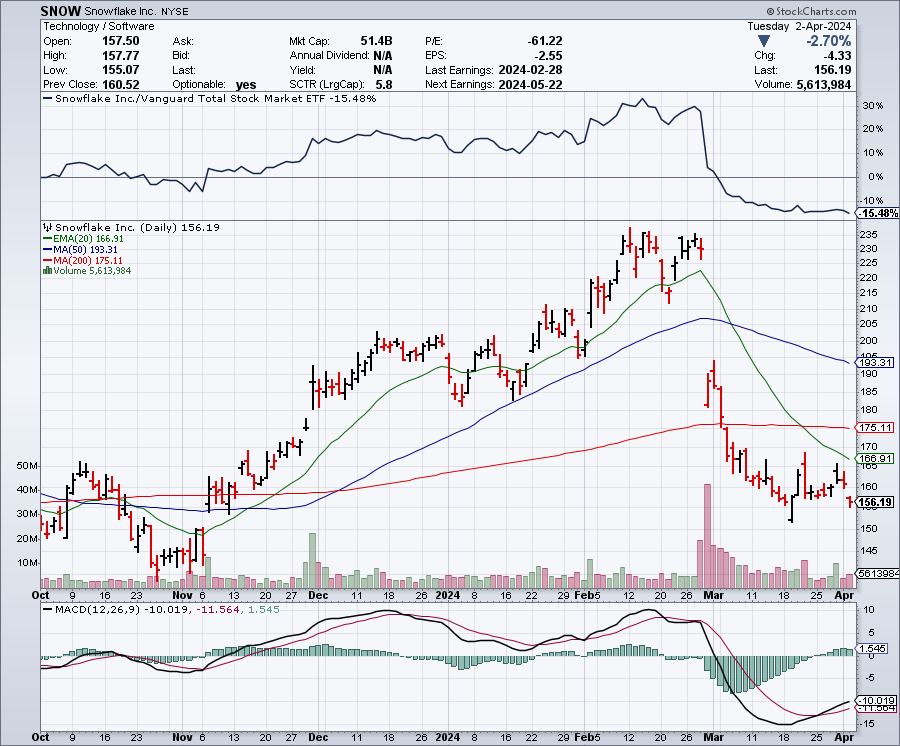 SNOW Snowflake Inc. NYSE © StockCharts.com
Technology / Software Tuesday 2-Apr-2024
Open: 157.50 Ask: Mkt Cap: 51.4B P/E: -61.22 ▼ -2.70%
High: 157.77 Bid: Annual Dividend: N/A EPS: -2.55 Chg: -4.33
Low: 155.07 Last: Yield: N/A Last Earnings: 2024-02-28 Last: 156.19
Prev Close: 160.52 Optionable: yes SCTR (LrgCap): 5.8 Next Earnings: 2024-05-22 Volume: 5,613,984
Snowflake Inc./Vanguard Total Stock Market ETF -15.48%
30%
20%
10%
0%
-10%
-15.48%
Snowflake Inc. (Daily) 156.19
EMA(20) 166.91
MA(50) 193.31
MA(200) 175.11
Volume 5,613,984
235
230
225
220
215
210
205
200
195
193.31
190
185
180
175.11
170
166.91
165
160
156.19
150
145
5613984
50M
40M
30M
20M
10M
Oct 9 16 23 Nov 6 13 20 27 Dec 11 18 26 2024 8 16 22 29 Feb 5 12 20 26 Mar 11 18 25 Apr
MACD(12,26,9) -10.019, -11.564, 1.545
10
5
1.545
0
-5
-10.019
-11.564
-15
Oct 9 16 23 Nov 6 13 20 27 Dec 11 18 26 2024 8 16 22 29 Feb 5 12 20 26 Mar 11 18 25 Apr